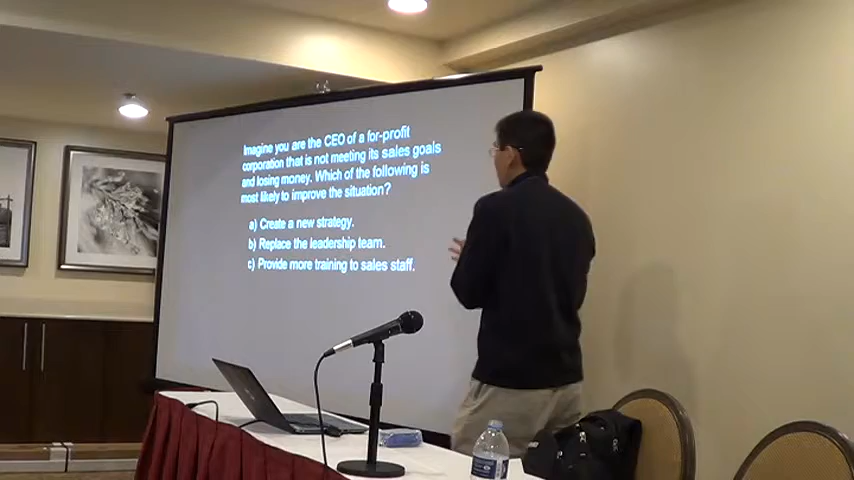 Imagine you are the CEO of a for-profit
corporation that is not meeting its sales goals
and losing money. Which of the following is
most likely to improve the situation?
a) Create a new strategy.
b) Replace the leadership team.
c) Provide more training to sales staff.